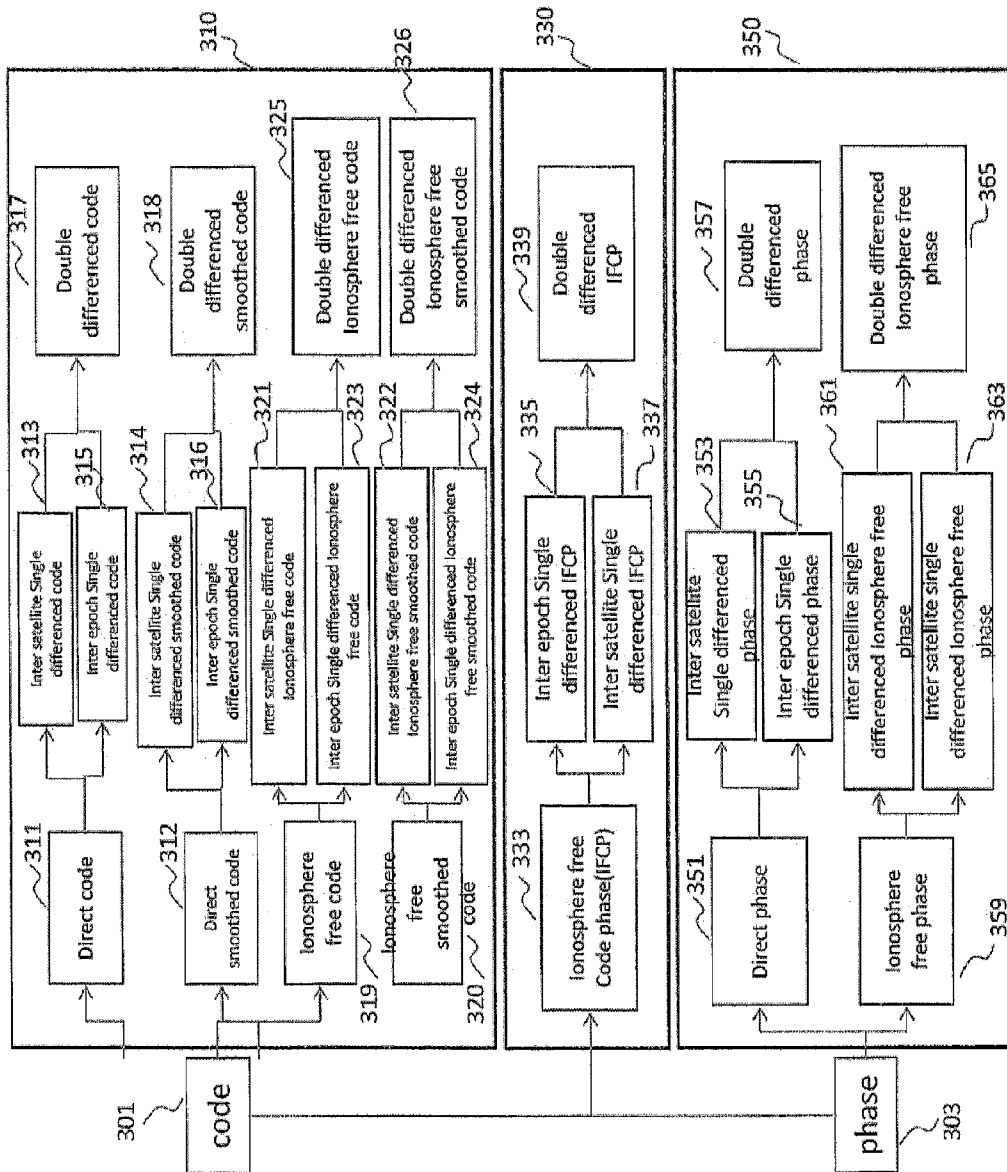 301
code
310
311
Direct code
313
Inter satellite Single
differenced code
315
Inter epoch Single
differenced code
317
Double
differenced code
312
Direct
smoothed code
314
Inter satellite Single
differenced smoothed code
316
Inter epoch Single
differenced smoothed code
318
Double
differenced
smoothed code
Ionosphere
free code
319
321
Inter satellite Single differenced
Ionosphere free code
323
Inter epoch Single differenced Ionosphere
free code
325
Double differenced
Ionosphere free code
Ionosphere
free
smoothed
code
320
322
Inter satellite Single differenced
Ionosphere free smoothed code
324
Inter epoch Single differenced Ionosphere
free smoothed code
326
Double differenced
Ionosphere free
smoothed code
330
333
Ionosphere free
Code phase(IFCP)
335
Inter epoch Single
differenced IFCP
Inter satellite Single
differenced IFCP
337
339
Double
differenced
IFCP
phase
303
350
351
Direct phase
353
Inter satellite
Single differenced
phase
355
Inter epoch Single
differenced phase
357
Double
differenced
phase
Ionosphere
free phase
359
361
Inter satellite single
differenced Ionosphere free
phase
Inter satellite single
differenced Ionosphere free
phase
363
Double differenced
Ionosphere free
phase
365